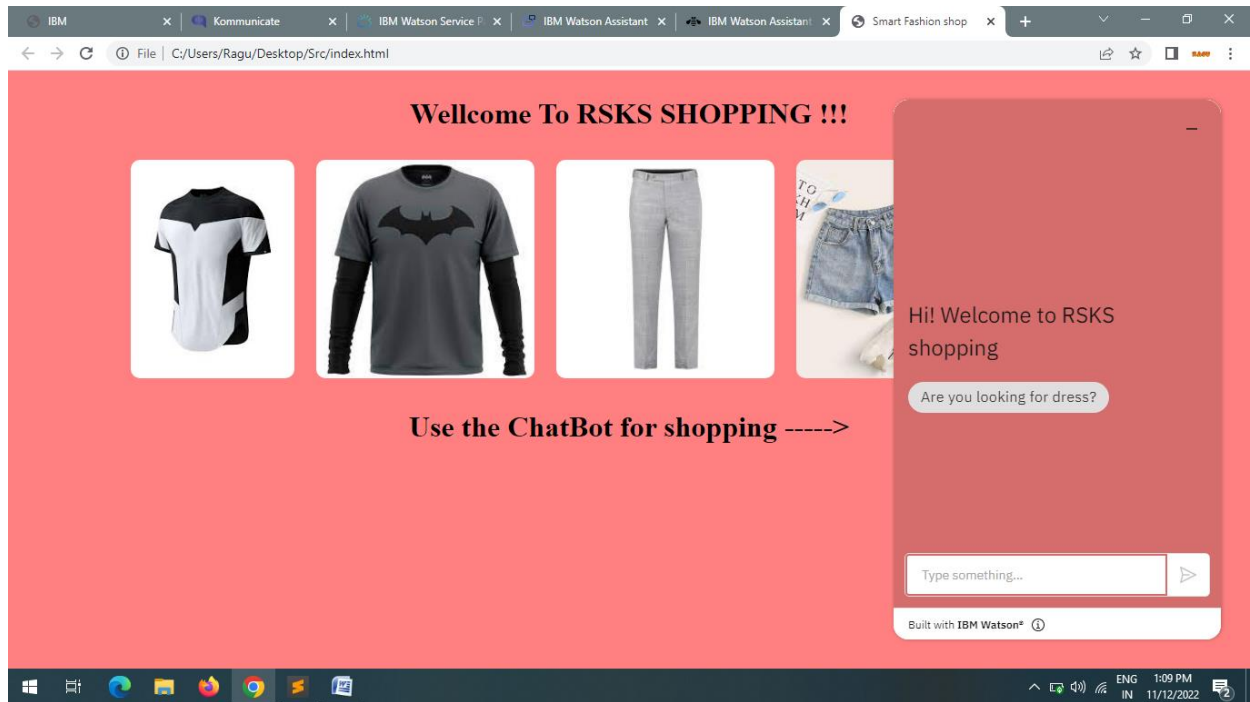 IBM
Kommunicate
IBM Watson Service P
IBM Watson Assistant
IBM Watson Assistant
Smart Fashion shop
File
C:/Users/Ragu/Desktop/Src/index.html
Wellcome To RSKS SHOPPING !!!
TO
Hi! Welcome to RSKS
shopping
Are you looking for dress?
Use the ChatBot for shopping ----->
Type something...
Built with IBM Watson® 
ENG 1:09 PM
IN 11/12/2022
2